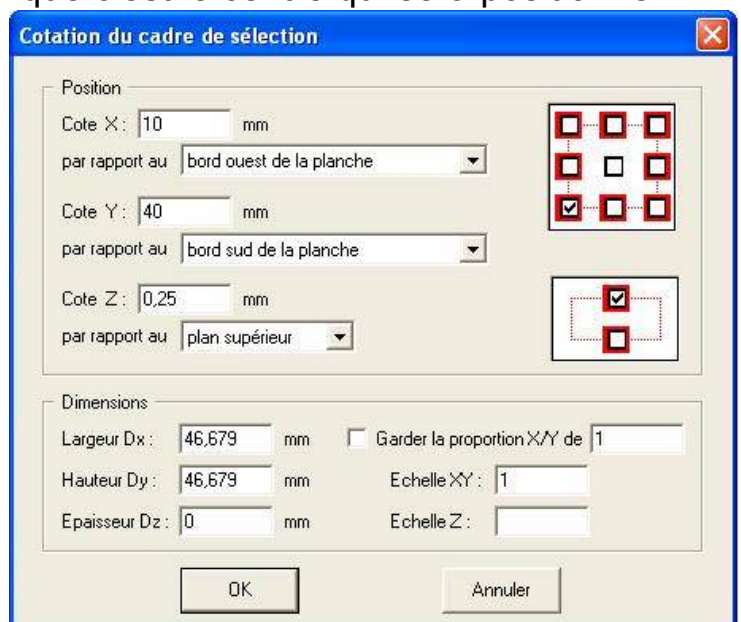 Cotation du cadre de sélection
Position
Cote X : 10 mm
par rapport au bord ouest de la planche
Cote Y : 40 mm
par rapport au bord sud de la planche
Cote Z : 0,25 mm
par rapport au plan supérieur
Dimensions
Largeur Dx : 46,679 mm Garder la proportion X/Y de 1
Hauteur Dy : 46,679 mm Echelle XY : 1
Epaisseur Dz : 0 mm Echelle Z :
OK Annuler